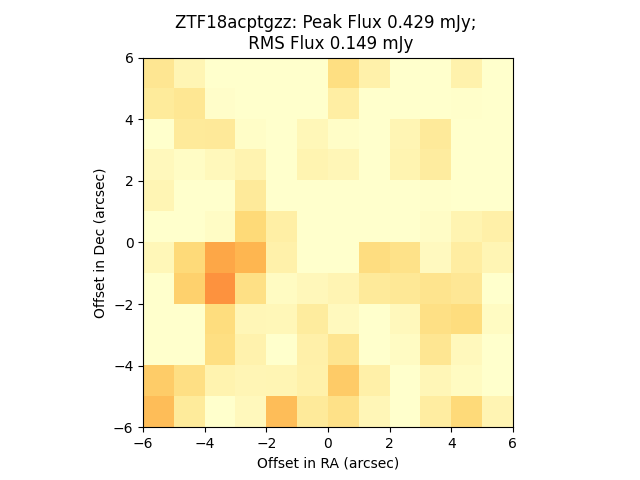 ZTF18acptgzz: Peak Flux 0.429 mJy;
RMS Flux 0.149 mJy
6
4
2
0
−2
−4
−6
Offset in Dec (arcsec)
−6 −4 −2 0 2 4 6
Offset in RA (arcsec)